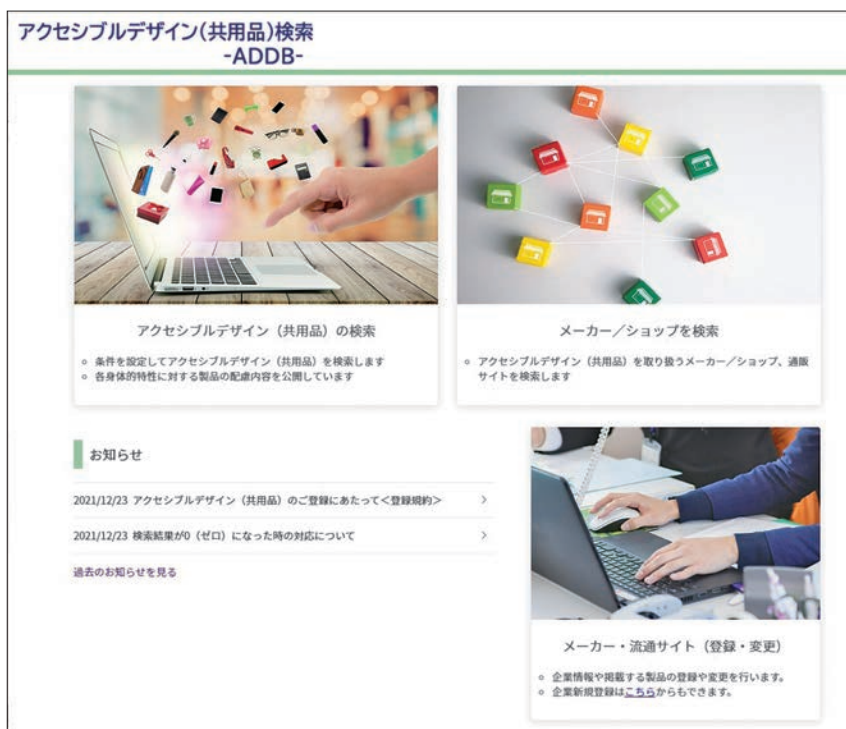 アクセシブルデザイン(共用品)検索
-ADDB-
アクセシブルデザイン（共用品）の検索
条件を設定してアクセシブルデザイン（共用品）を検索します
各身体的特性に対する製品の配慮内容を公開しています
メーカー／ショップを検索
アクセシブルデザイン（共用品）を取り扱うメーカー／ショップ、通販
サイトを検索します
お知らせ
2021/12/23 アクセシブルデザイン（共用品）のご登録にあたって＜登録規約＞
2021/12/23 検索結果が0（ゼロ）になった時の対応について
過去のお知らせを見る
メーカー・流通サイト（登録・変更）
企業情報や掲載する製品の登録や変更を行います。
企業新規登録はこちらからもできます。